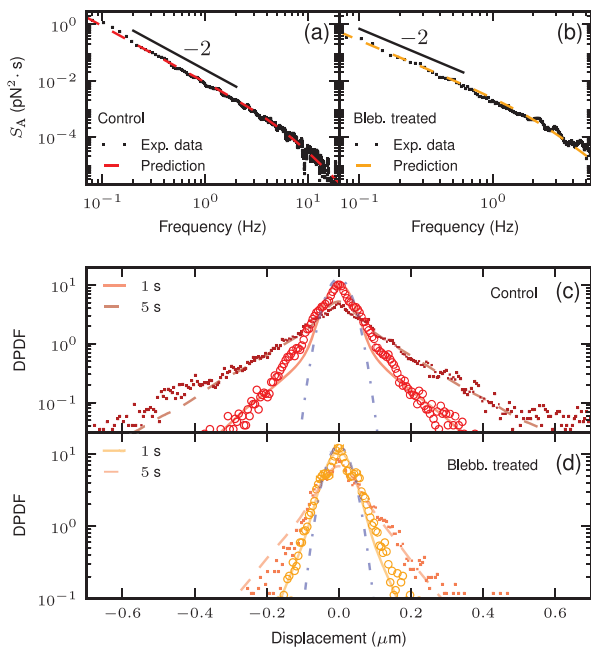 −2
(a)
−2
(b)
10⁰
10⁻²
10⁻⁴
S_A (pN² · s)
Control
Exp. data
Prediction
Bleb. treated
Exp. data
Prediction
10⁻¹ 10⁰ 10¹
10⁻¹ 10⁰
Frequency (Hz)
Frequency (Hz)
10¹
10⁰
10⁻¹
DPDF
1 s
5 s
Control
(c)
10¹
10⁰
10⁻¹
DPDF
1 s
5 s
Blebb. treated
(d)
−0.6 −0.4 −0.2 0.0 0.2 0.4 0.6
Displacement (μm)